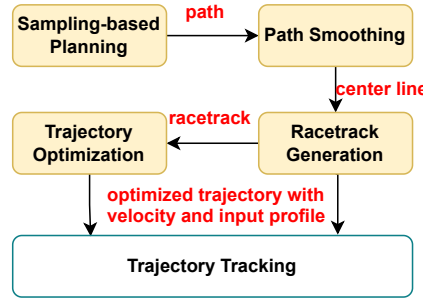 path
Sampling-based
Planning
Path Smoothing
center line
racetrack
Trajectory
Optimization
Racetrack
Generation
optimized trajectory with
velocity and input profile
Trajectory Tracking